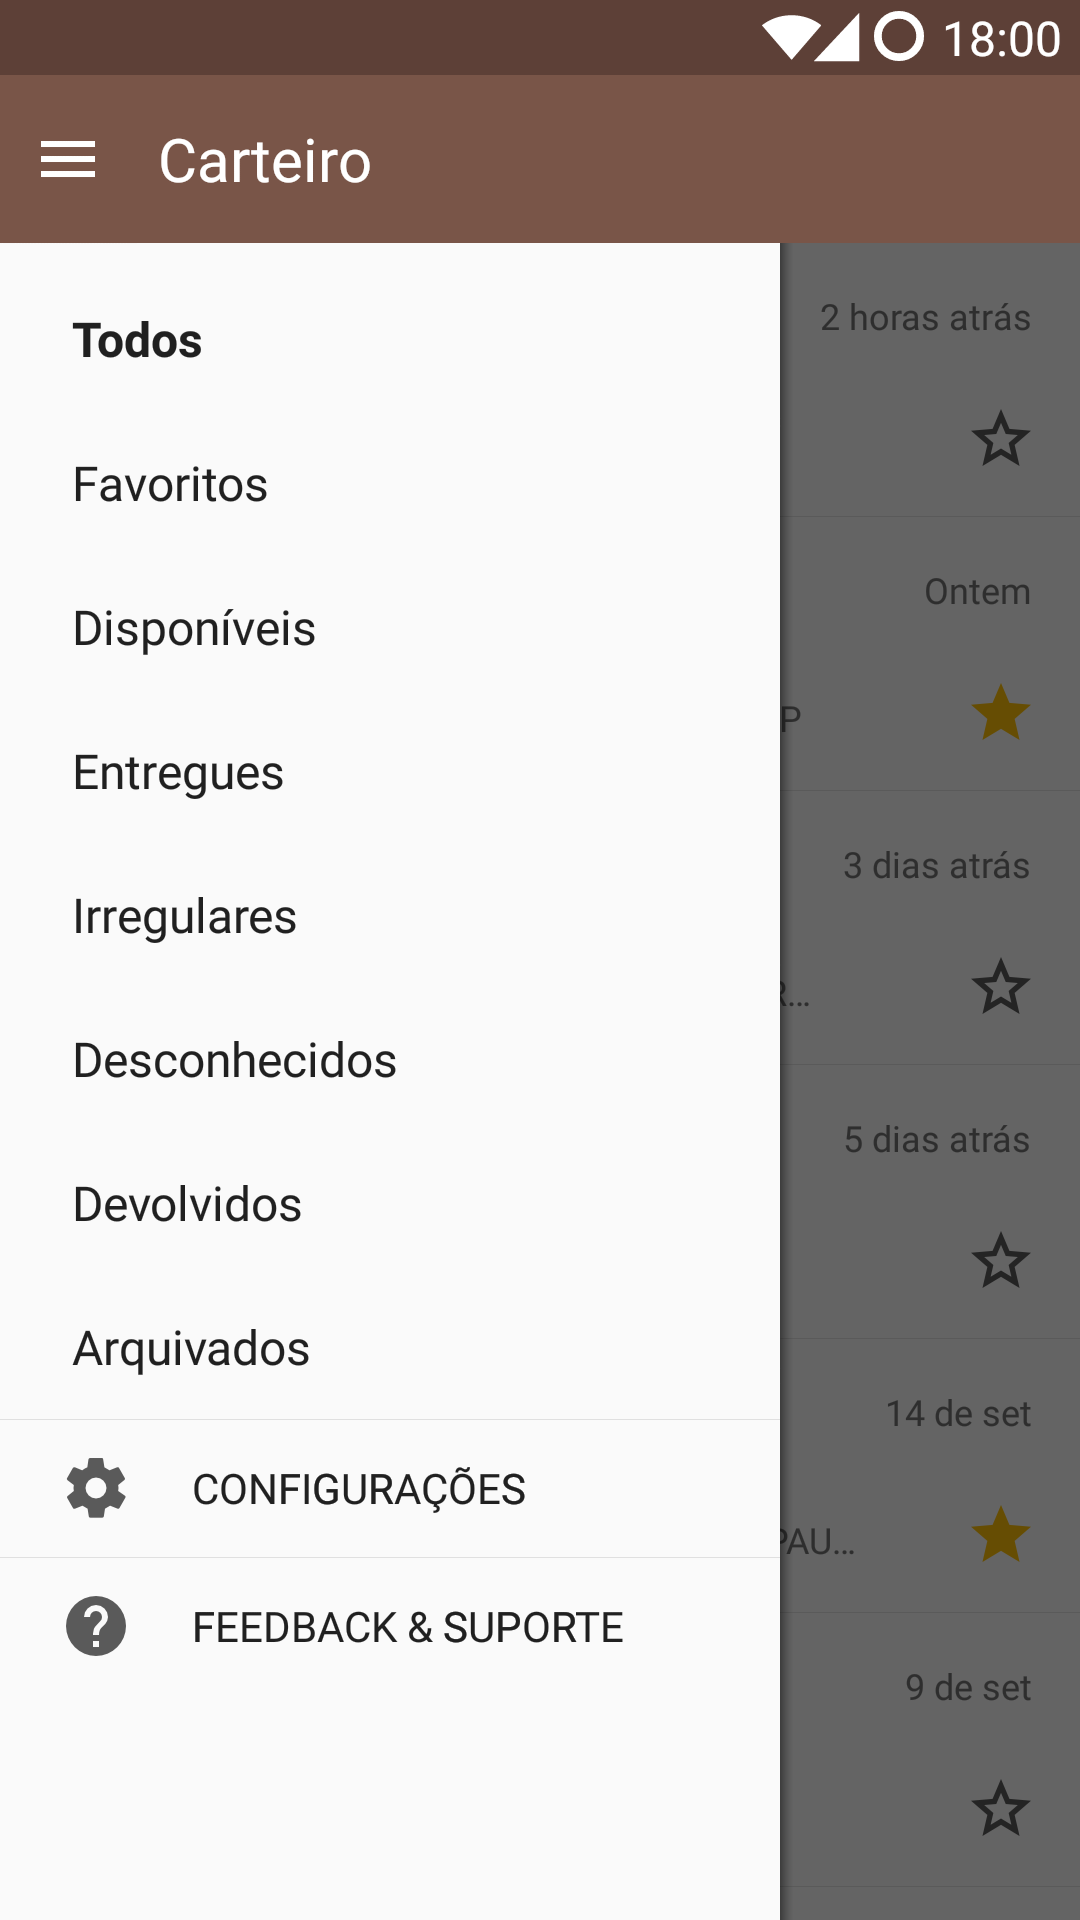 18:00
Carteiro
Todos
Favoritos
Disponíveis
Entregues
Irregulares
Desconhecidos
Devolvidos
Arquivados
CONFIGURAÇÕES
FEEDBACK & SUPORTE
2 horas atrás
Ontem
P
3 dias atrás
R...
5 dias atrás
14 de set
PAU...
9 de set